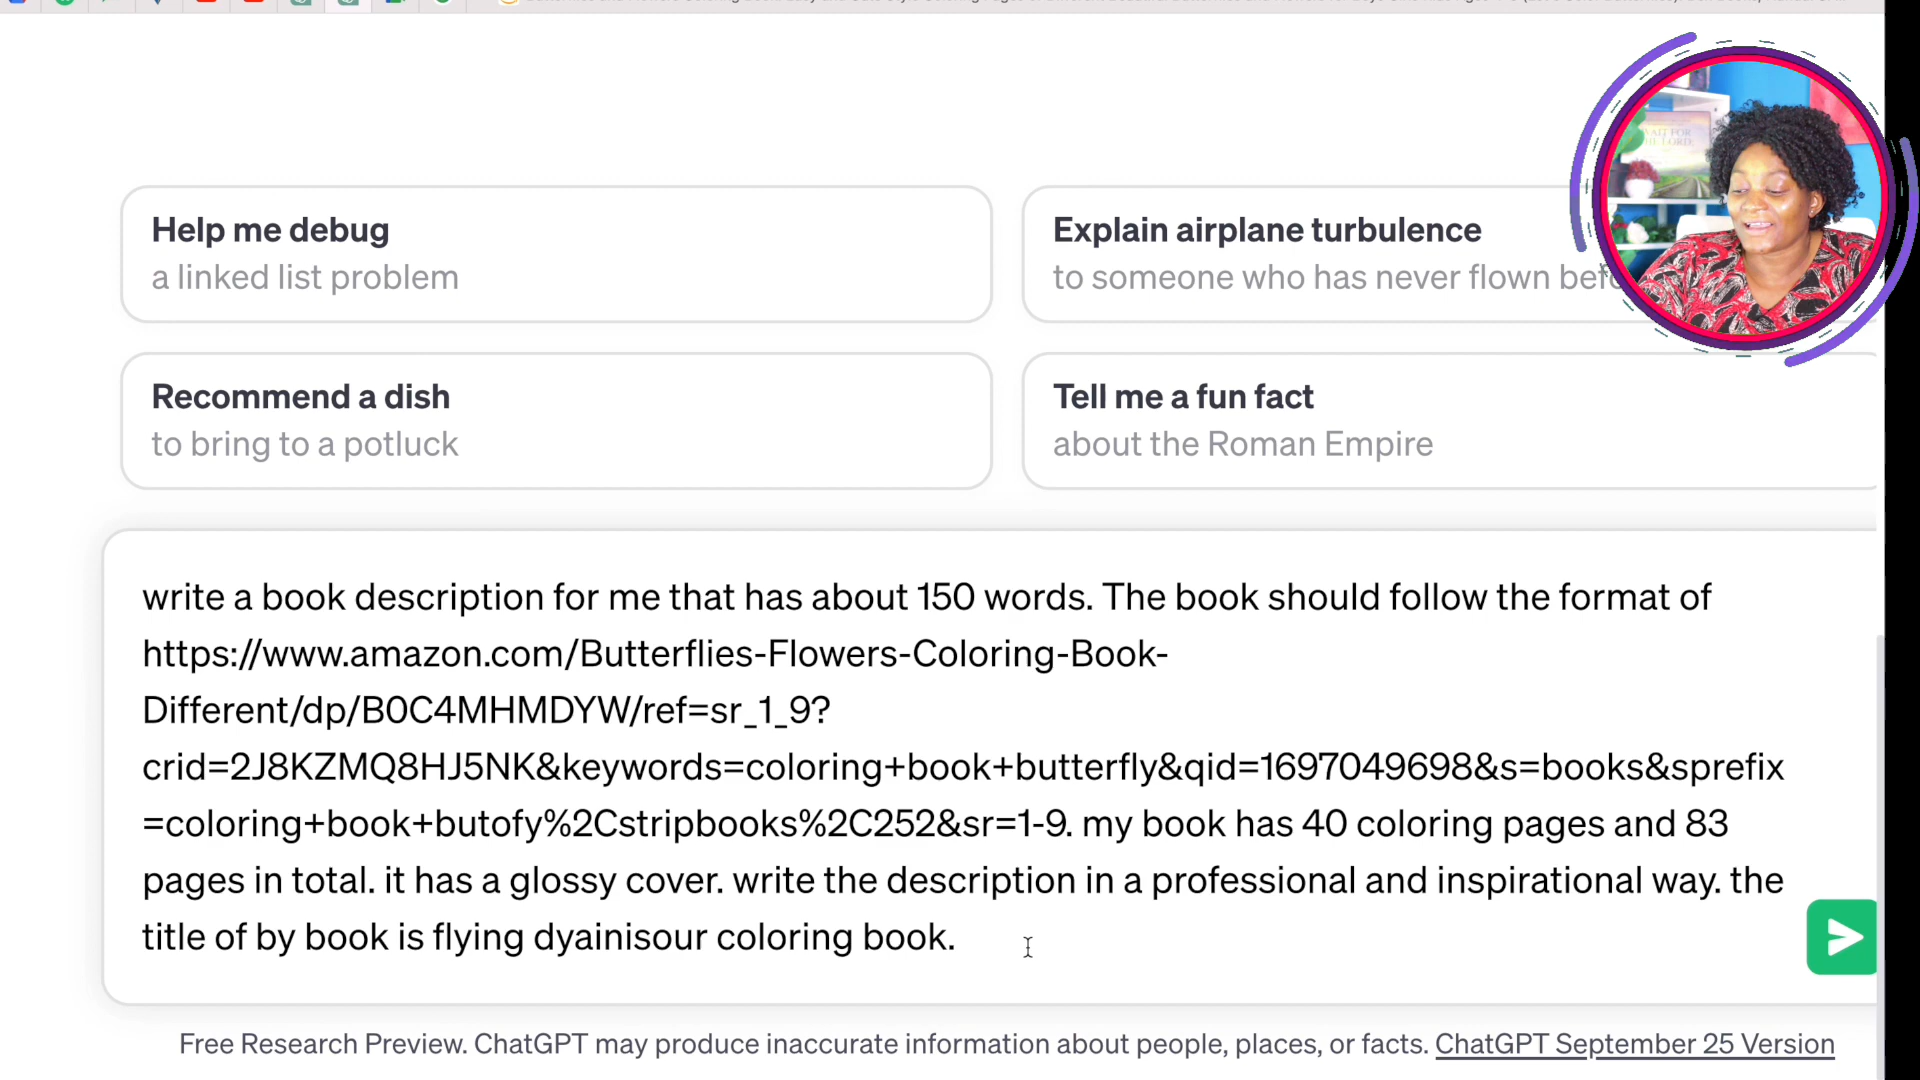 Help me debug
a linked list problem
Explain airplane turbulence
to someone who has never flown
Recommend a dish
to bring to a potluck
Tell me a fun fact
about the Roman Empire
write a book description for me that has about 150 words. The book should follow the format of
https://www.amazon.com/Butterflies-Flowers-Coloring-Book-
Different/dp/B0C4MHMDYW/ref=sr_1_9?
crid=2J8KZMQ8HJ5NK&keywords=coloring+book+butterfly&qid=1697049698&s=books&sprefix
=coloring+book+butofy%2Cstripbooks%2C252&sr=1-9. my book has 40 coloring pages and 83
pages in total. it has a glossy cover. write the description in a professional and inspirational way. the
title of by book is flying dyainisour coloring book.
Free Research Preview. ChatGPT may produce inaccurate information about people, places, or facts. ChatGPT September 25 Version